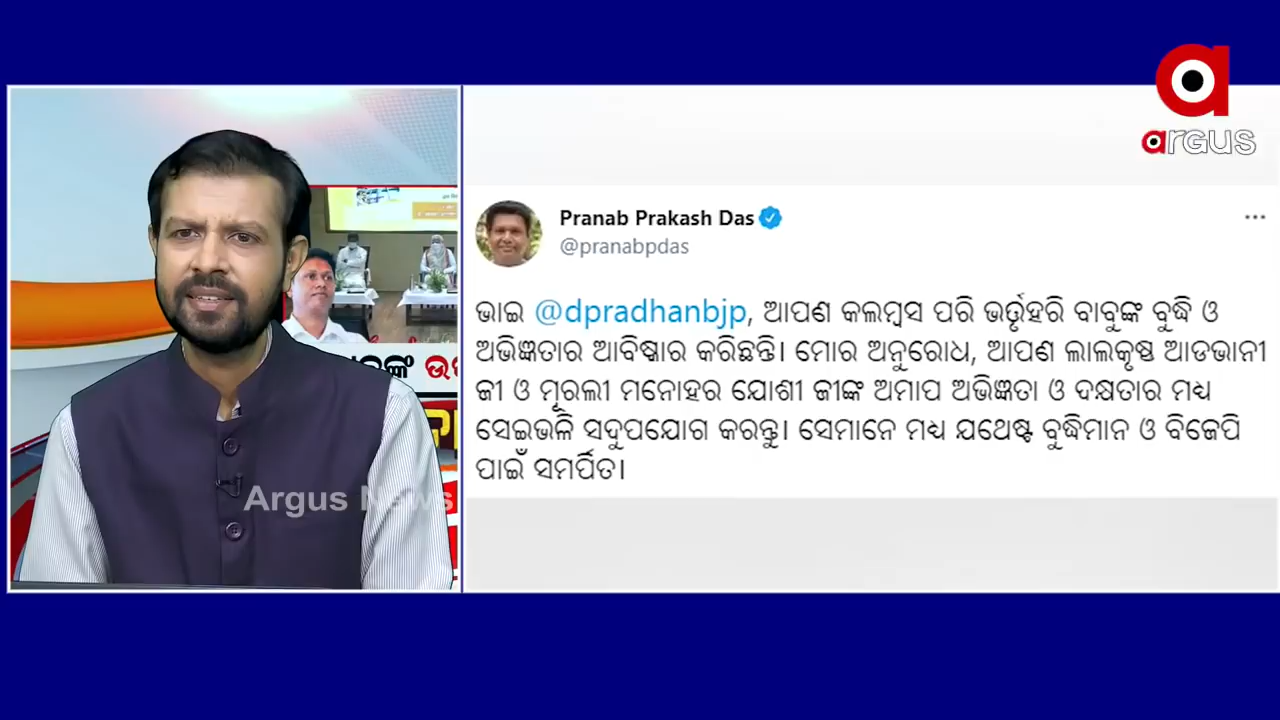 argus
Pranab Prakash Das
@pranabpdas
ଭାଇ @dpradhanbjp, ଆପଣ କଲମ୍ବସ ପରି ଭର୍ତୃହରି ବାବୁଙ୍କ ବୁଦ୍ଧି ଓ
ଅଭିଜ୍ଞତାର ଆବିଷ୍କାର କରିଛନ୍ତି। ମୋର ଅନୁରୋଧ, ଆପଣ ଲାଲକୃଷ୍ଣ ଆଡଭାନୀ
ଜୀ ଓ ମୂରଲୀ ମନୋହର ଯୋଶୀ ଜୀଙ୍କ ଅମାପ ଅଭିଜ୍ଞତା ଓ ଦକ୍ଷତାର ମଧ୍ୟ
ସେଇଭଳି ସଦୁପଯୋଗ କରନ୍ତୁ। ସେମାନେ ମଧ୍ୟ ଯଥେଷ୍ଟ ବୁଦ୍ଧିମାନ ଓ ବିଜେପି
ପାଇଁ ସମର୍ପିତ।
Argus News